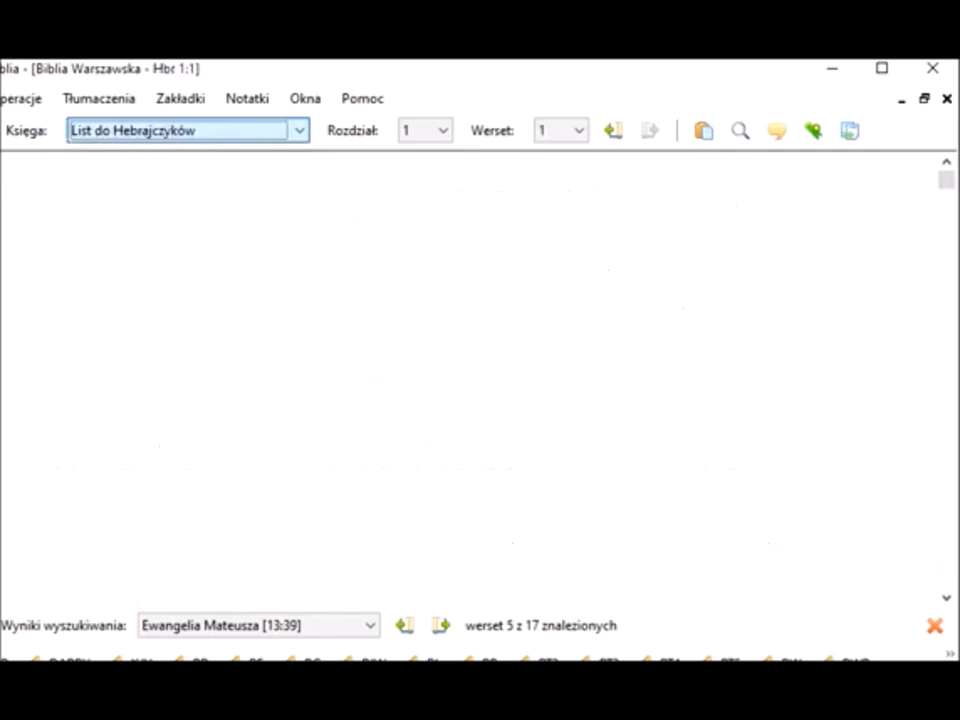 blia - [Biblia Warszawska - Hbr 1:1]
peracje Tłumaczenia Zakładki Notatki Okna Pomoc
Księga: List do Hebrajczyków Rozdział: 1 Werset: 1
Wyniki wyszukiwania: Ewangelia Mateusza [13:39] werset 5 z 17 znalezionych